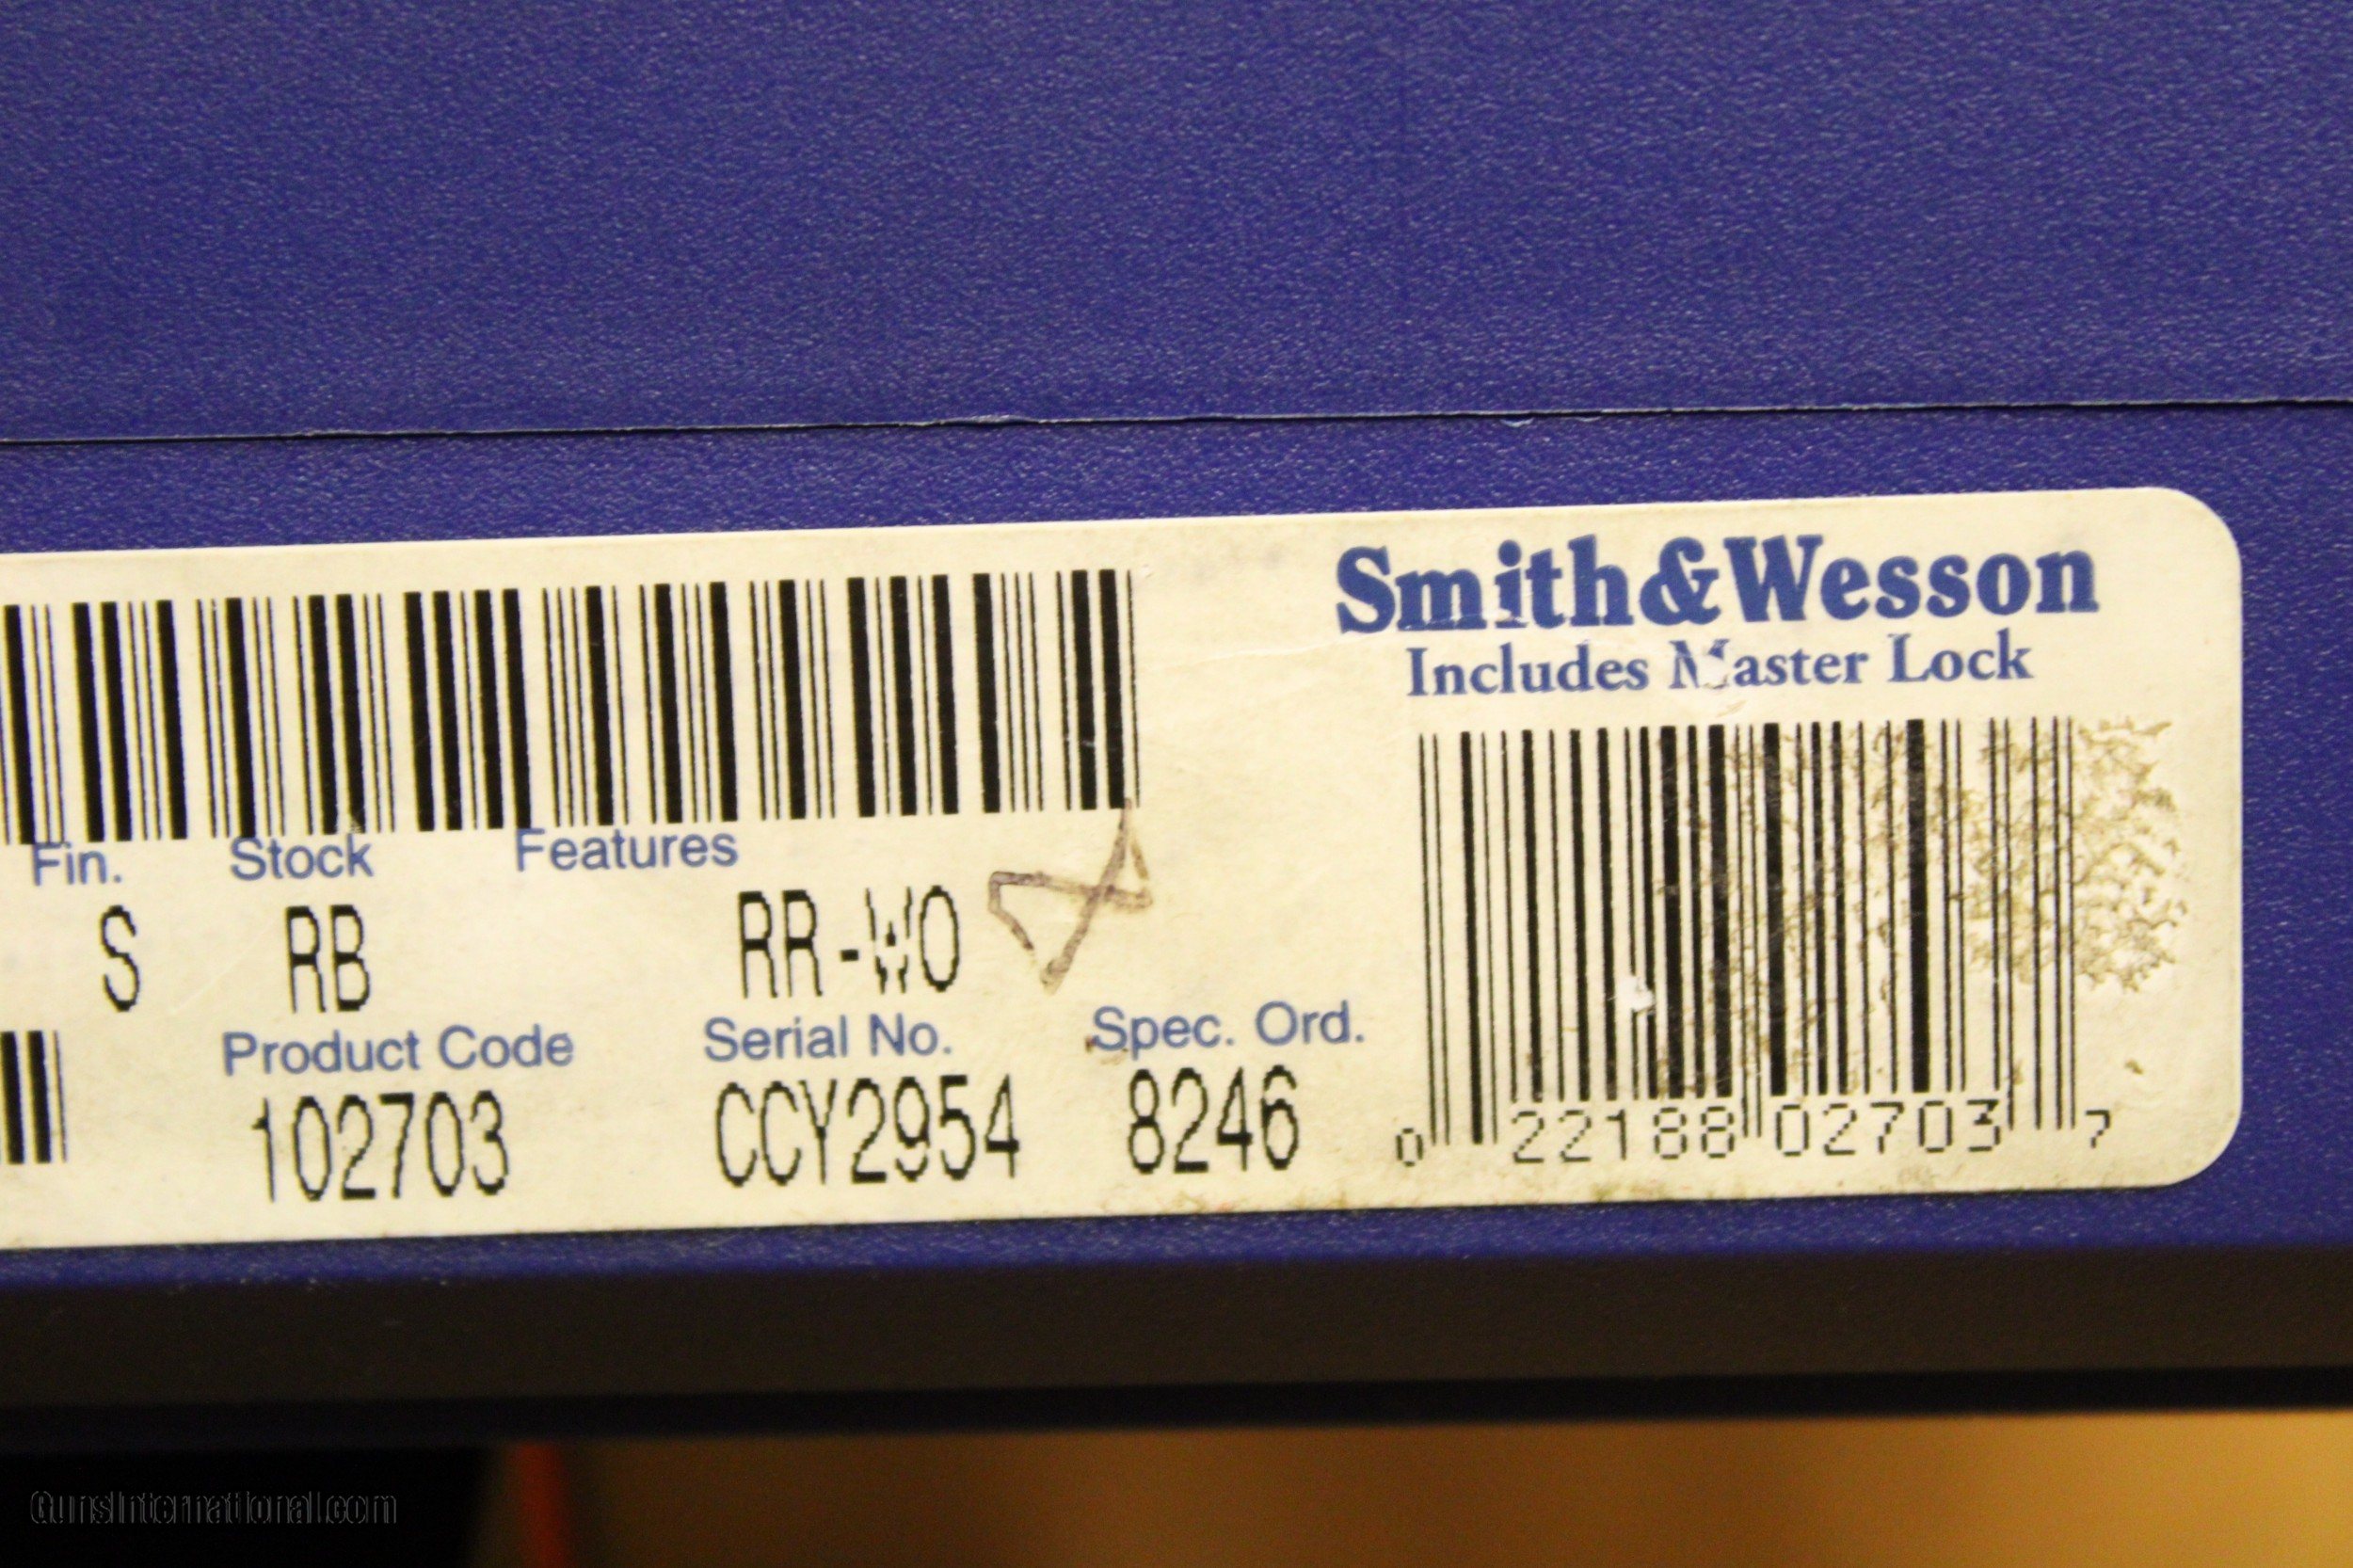 Smith&Wesson
Includes Master Lock
Fin. Stock Features
S RB RR-WO
Product Code Serial No. Spec. Ord.
102703 CCY2954 8246
0 22188 02703 7
GunsInternational.com